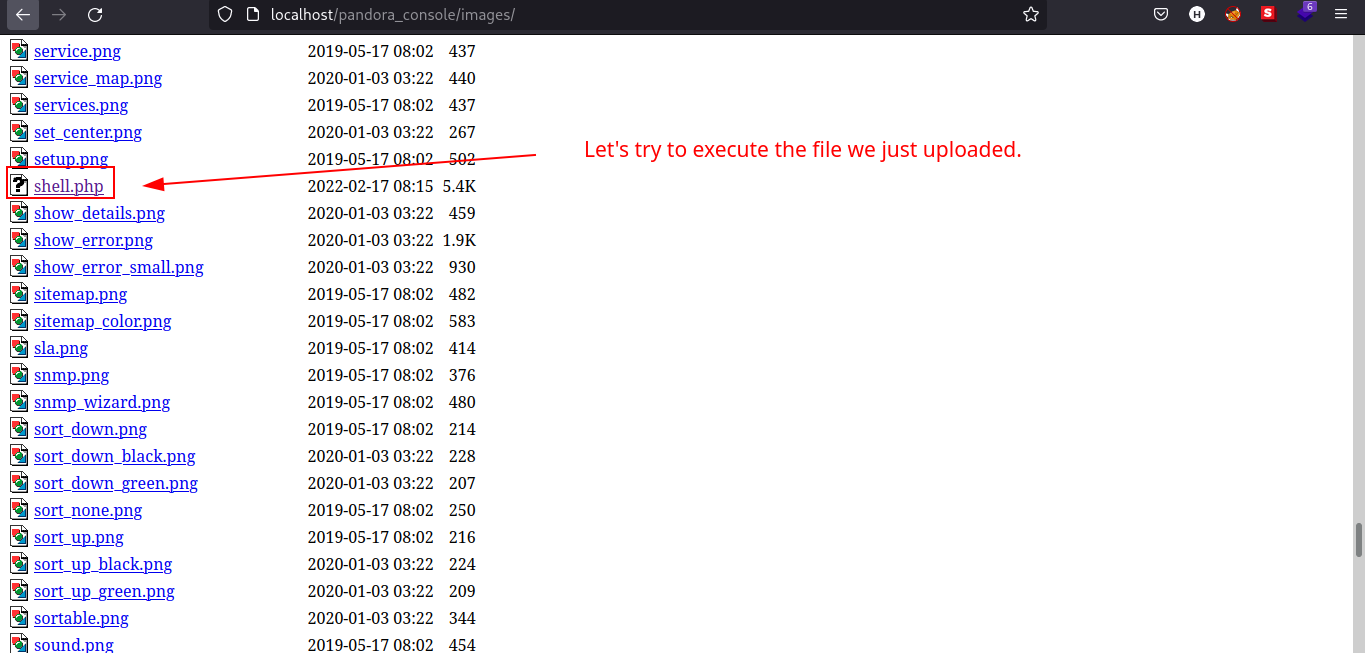 localhost/pandora_console/images/
H
S
6
service.png 2019-05-17 08:02 437
service_map.png 2020-01-03 03:22 440
services.png 2019-05-17 08:02 437
set_center.png 2020-01-03 03:22 267
Let's try to execute the file we just uploaded.
setup.png 2019-05-17 08:02 502
? shell.php 2022-02-17 08:15 5.4K
show_details.png 2020-01-03 03:22 459
show_error.png 2020-01-03 03:22 1.9K
show_error_small.png 2020-01-03 03:22 930
sitemap.png 2019-05-17 08:02 482
sitemap_color.png 2019-05-17 08:02 583
sla.png 2019-05-17 08:02 414
snmp.png 2019-05-17 08:02 376
snmp_wizard.png 2019-05-17 08:02 480
sort_down.png 2019-05-17 08:02 214
sort_down_black.png 2020-01-03 03:22 228
sort_down_green.png 2020-01-03 03:22 207
sort_none.png 2019-05-17 08:02 250
sort_up.png 2019-05-17 08:02 216
sort_up_black.png 2020-01-03 03:22 224
sort_up_green.png 2020-01-03 03:22 209
sortable.png 2020-01-03 03:22 344
sound.png 2019-05-17 08:02 454